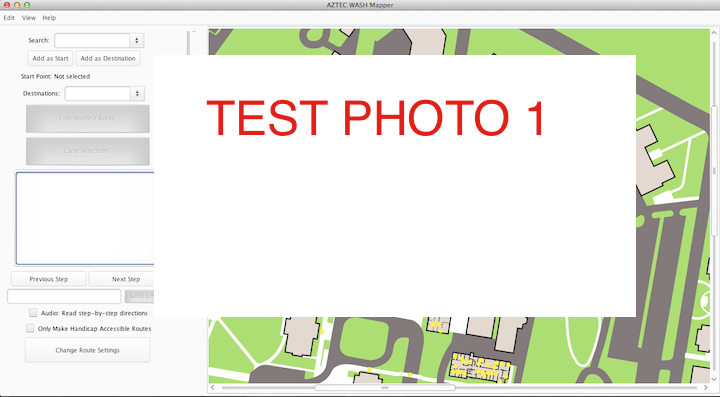 AZTEC WASH Mapper
Edit View Help
Search:
Add as Start Add as Destination
Start Point: Not selected
Destinations:
Find Shortest Route
Clear Selections
TEST PHOTO 1
Previous Step Next Step
Audio: Read step-by-step directions
Only Make Handicap Accessible Routes
Change Route Settings